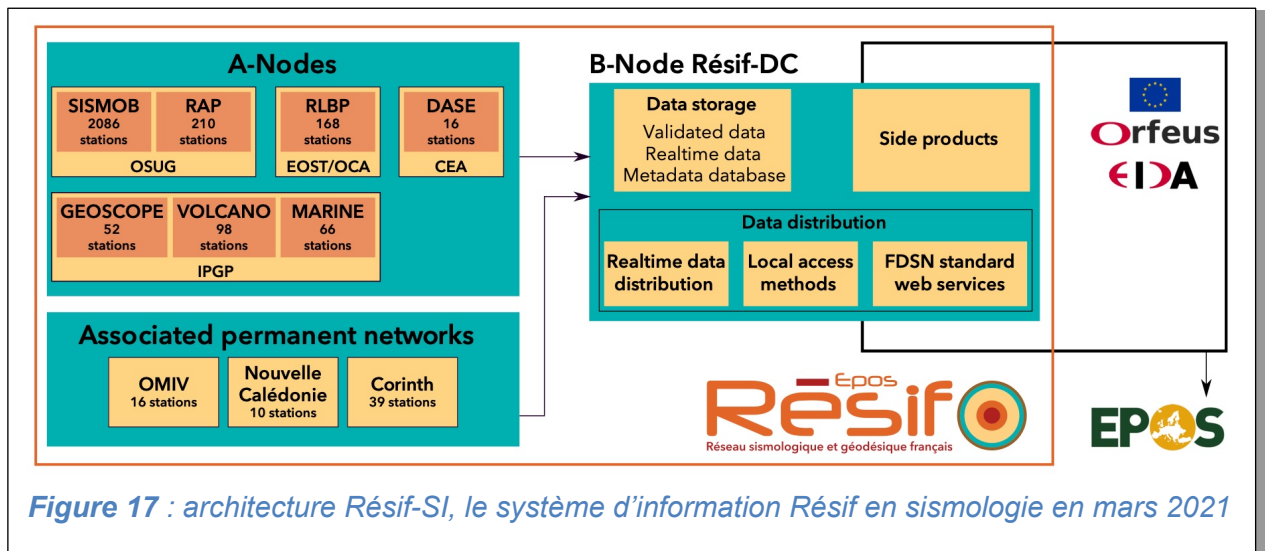 A-Nodes
SISMOB
2086
stations
RAP
210
stations
OSUG
RLBP
168
stations
EOST/OCA
DASE
16
stations
CEA
GEOSCOPE
52
stations
VOLCANO
98
stations
MARINE
66
stations
IPGP
Associated permanent networks
OMIV
16 stations
Nouvelle
Calédonie
10 stations
Corinth
39 stations
B-Node Résif-DC
Data storage
Validated data
Realtime data
Metadata database
Side products
Data distribution
Realtime data
distribution
Local access
methods
FDSN standard
web services
Orfeus
EIDA
Epos
Résif
Réseau sismologique et géodésique français
EPOS
Figure 17 : architecture Résif-SI, le système d’information Résif en sismologie en mars 2021